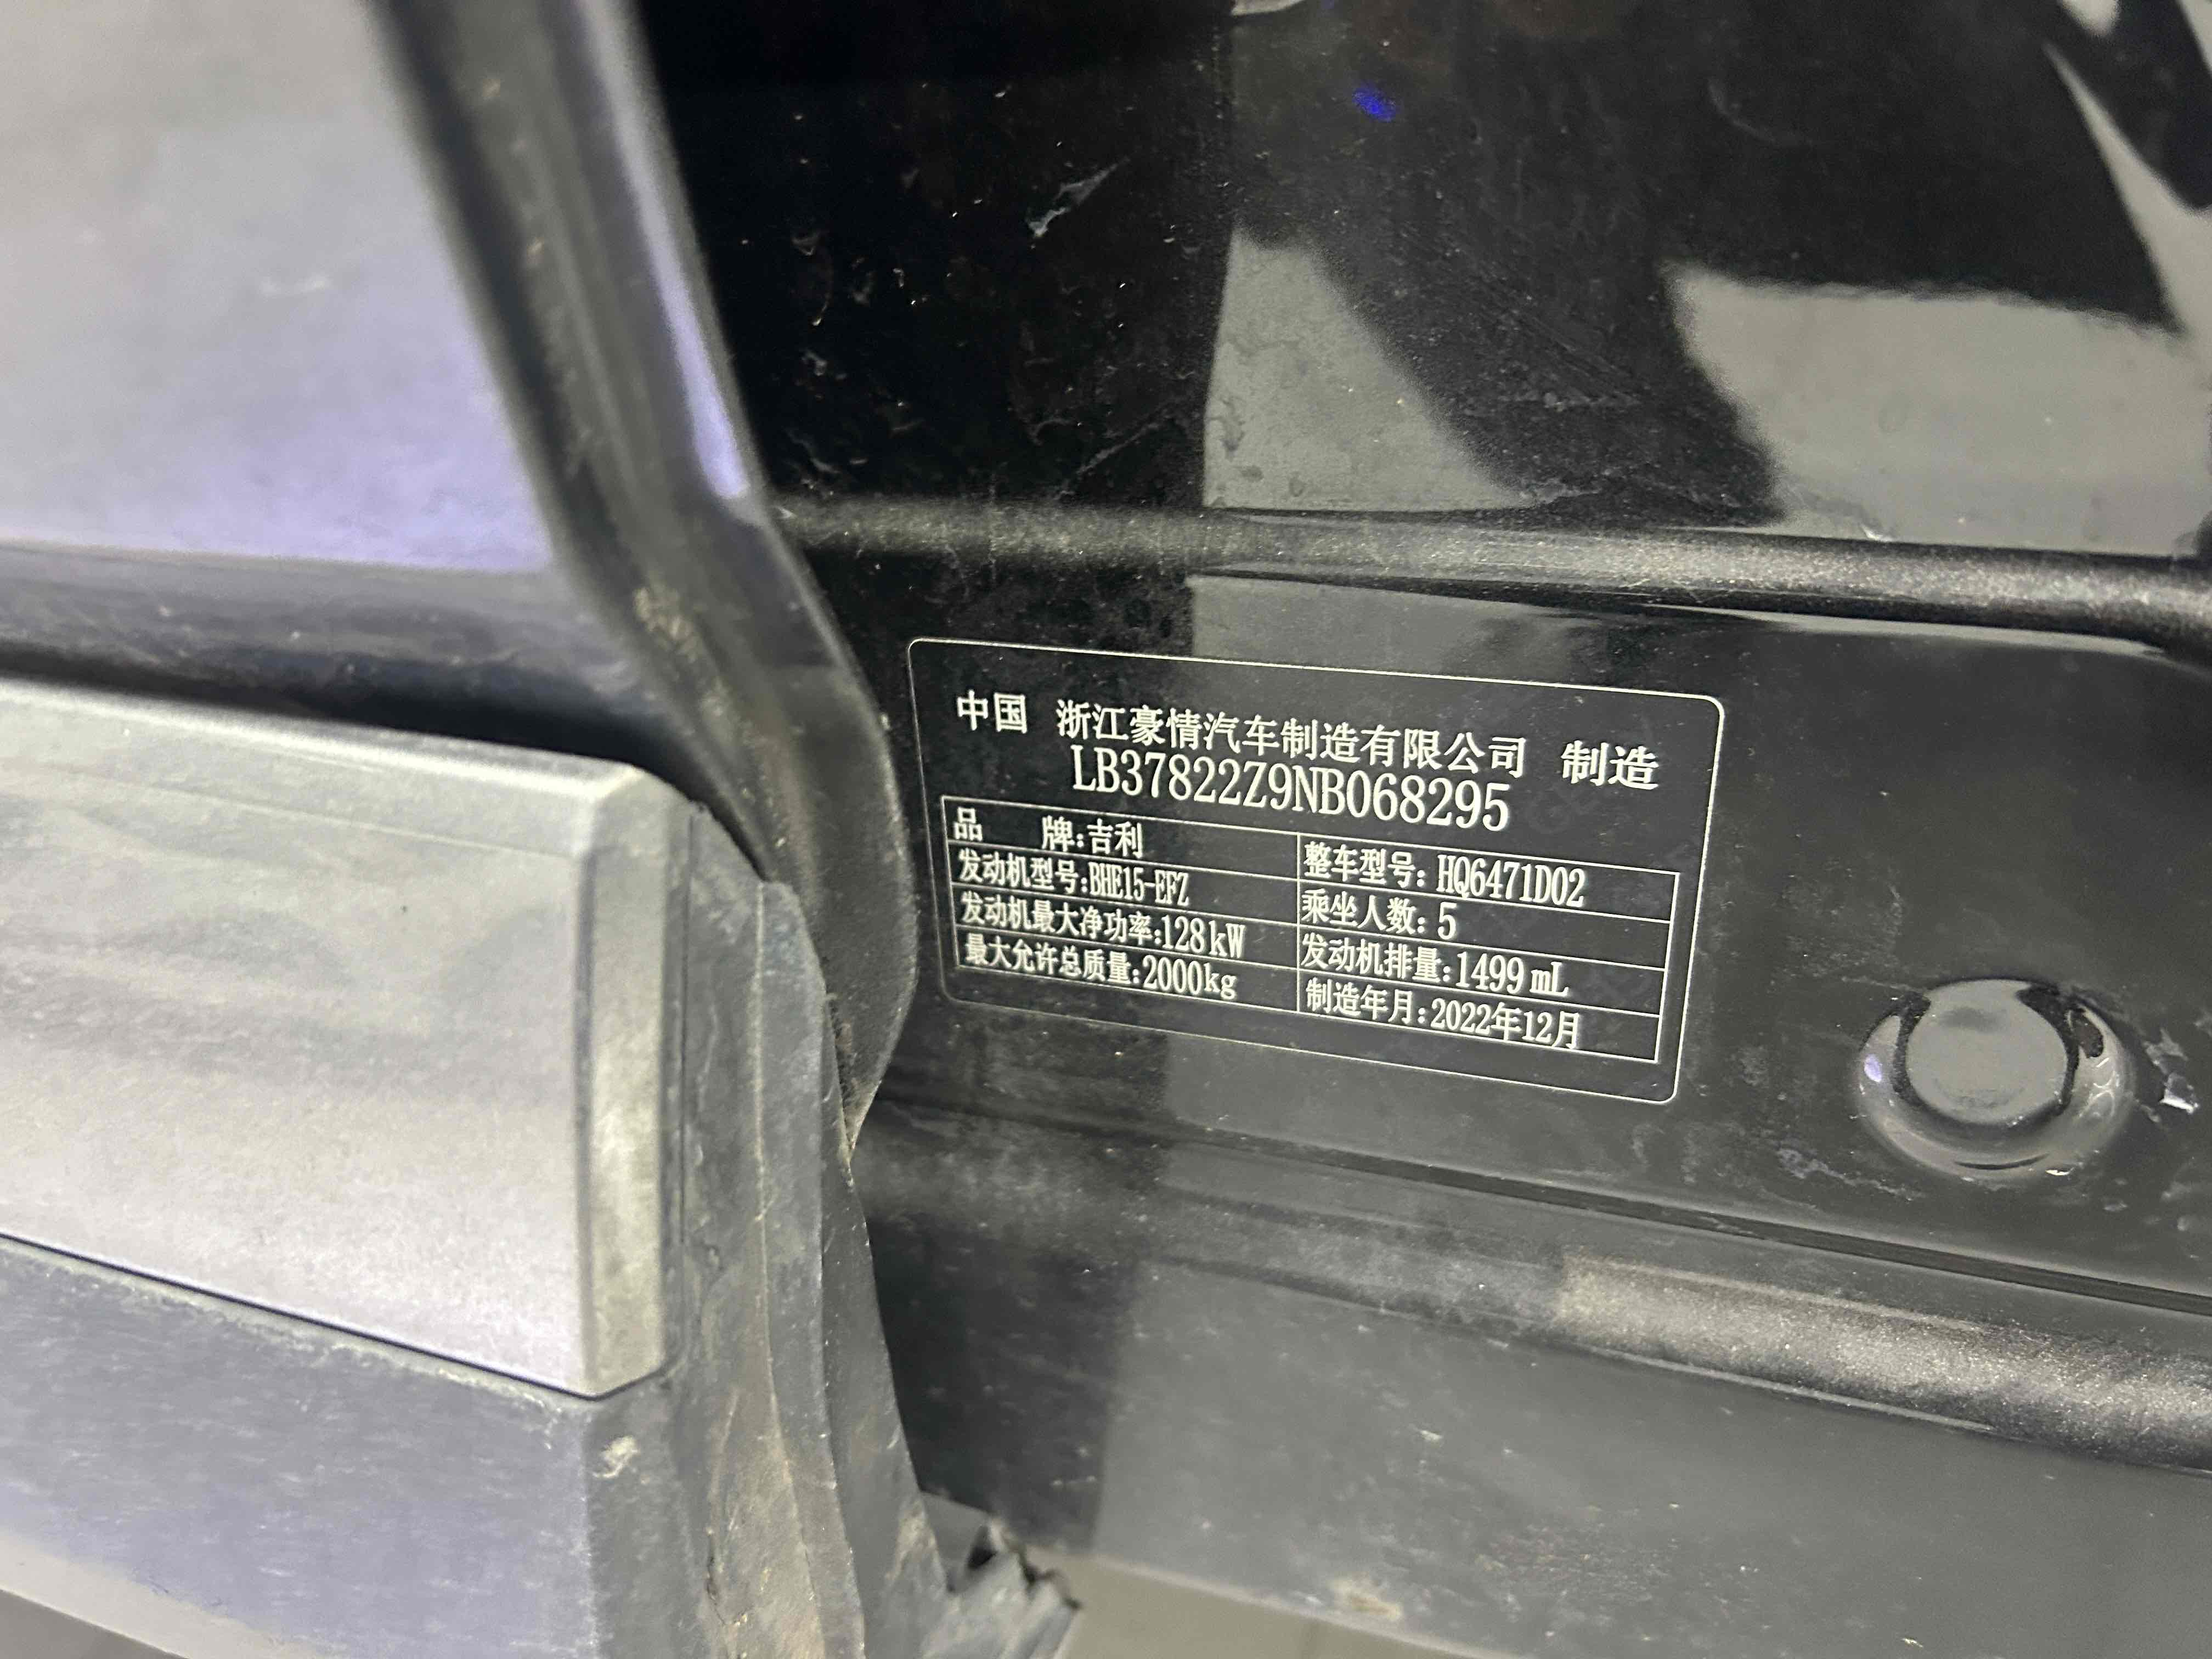 中国 浙江豪情汽车制造有限公司 制造
LB37822Z9NB068295
品 牌:吉利 整车型号: HQ6471D02
发动机型号:BHE15-EFZ 乘坐人数: 5
发动机最大净功率:128kW 发动机排量:1499mL
最大允许总质量:2000kg 制造年月:2022年12月